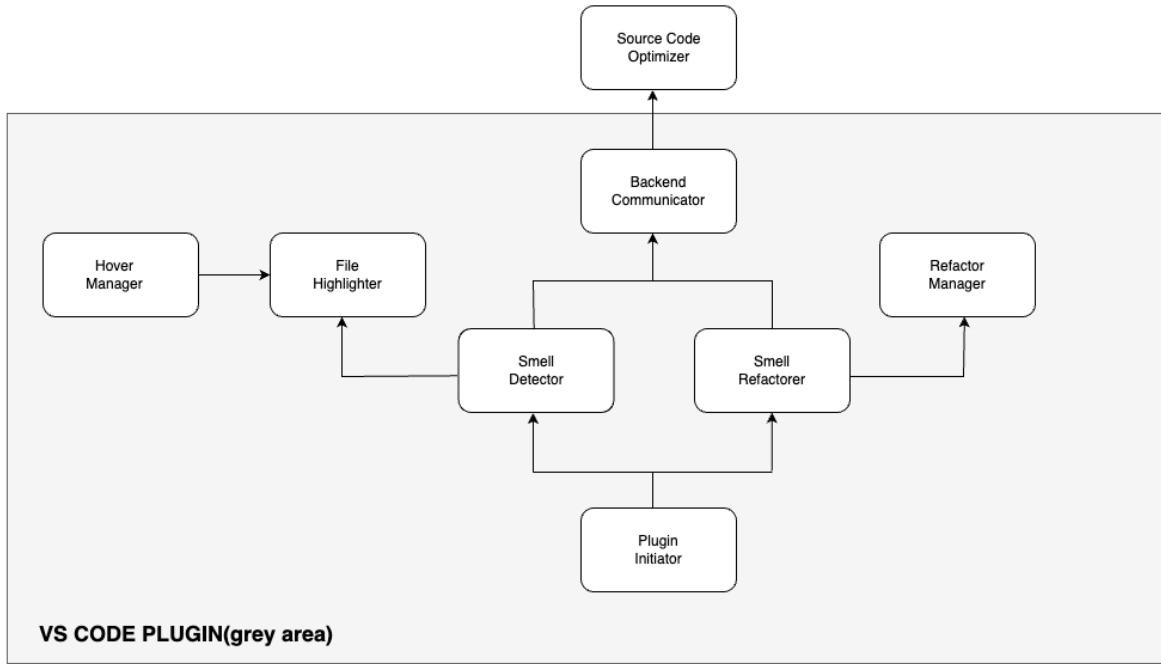 Source Code
Optimizer
Backend
Communicator
Hover
Manager
File
Highlighter
Refactor
Manager
Smell
Detector
Smell
Refactorer
Plugin
Initiator
VS CODE PLUGIN(grey area)